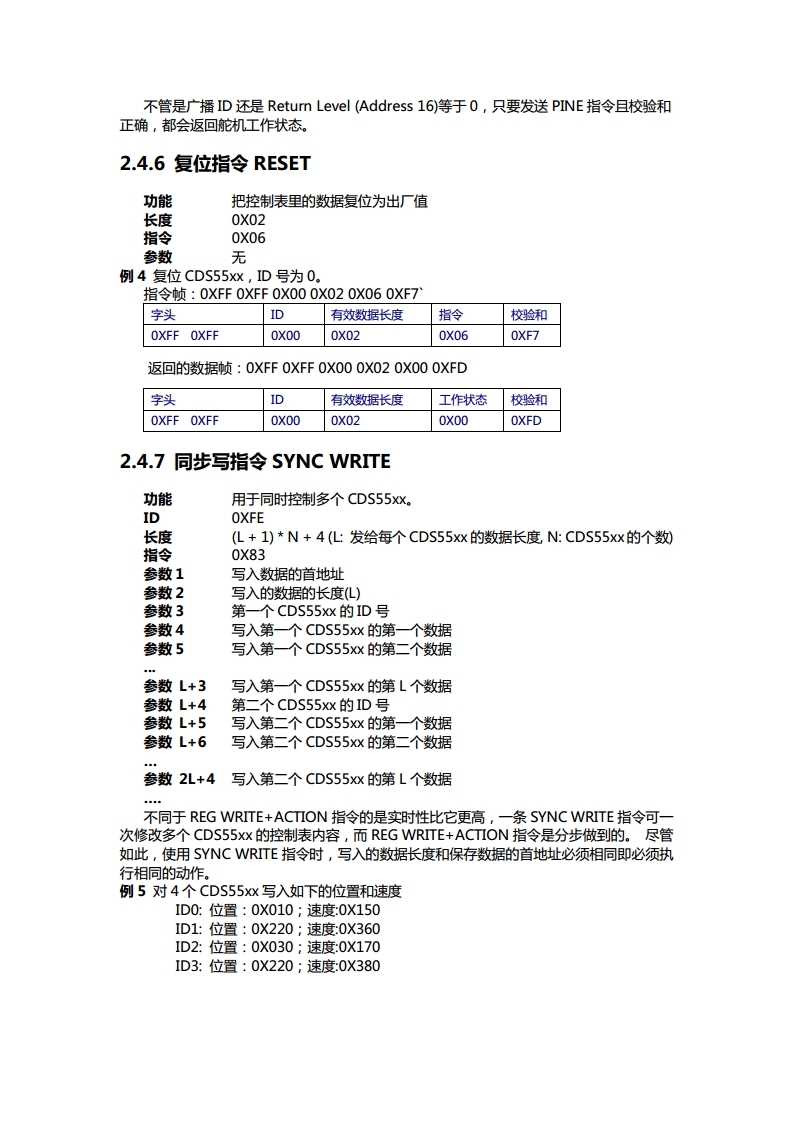 不管是广播 ID 还是 Return Level (Address 16)等于 0，只要发送 PINE 指令且校验和
正确，都会返回舵机工作状态。
2.4.6 复位指令 RESET
功能 把控制表里的数据复位为出厂值
长度 0X02
指令 0X06
参数 无
例 4 复位 CDS55xx，ID 号为 0。
指令帧：0XFF 0XFF 0X00 0X02 0X06 0XF7`
字头 ID 有效数据长度 指令 校验和
0XFF 0XFF 0X00 0X02 0X06 0XF7
返回的数据帧：0XFF 0XFF 0X00 0X02 0X00 0XFD
字头 ID 有效数据长度 工作状态 校验和
0XFF 0XFF 0X00 0X02 0X00 0XFD
2.4.7 同步写指令 SYNC WRITE
功能 用于同时控制多个 CDS55xx。
ID 0XFE
长度 (L + 1) * N + 4 (L: 发给每个 CDS55xx 的数据长度, N: CDS55xx 的个数)
指令 0X83
参数 1 写入数据的首地址
参数 2 写入的数据的长度(L)
参数 3 第一个 CDS55xx 的 ID 号
参数 4 写入第一个 CDS55xx 的第一个数据
参数 5 写入第一个 CDS55xx 的第二个数据
...
参数 L+3 写入第一个 CDS55xx 的第 L 个数据
参数 L+4 第二个 CDS55xx 的 ID 号
参数 L+5 写入第二个 CDS55xx 的第一个数据
参数 L+6 写入第二个 CDS55xx 的第二个数据
...
参数 2L+4 写入第二个 CDS55xx 的第 L 个数据
....
不同于 REG WRITE+ACTION 指令的是实时性比它更高，一条 SYNC WRITE 指令可一
次修改多个 CDS55xx 的控制表内容，而 REG WRITE+ACTION 指令是分步做到的。 尽管
如此，使用 SYNC WRITE 指令时，写入的数据长度和保存数据的首地址必须相同即必须执
行相同的动作。
例 5 对 4 个 CDS55xx 写入如下的位置和速度
ID0: 位置：0X010；速度:0X150
ID1: 位置：0X220；速度:0X360
ID2: 位置：0X030；速度:0X170
ID3: 位置：0X220；速度:0X380